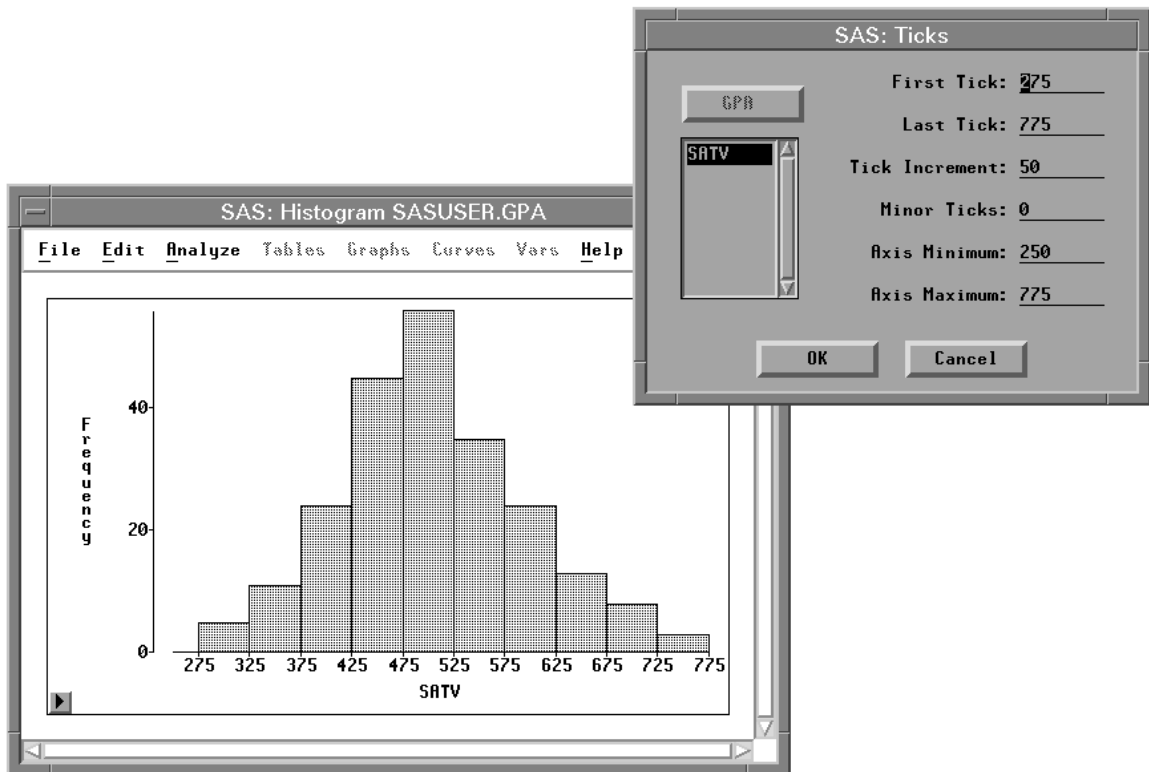 SAS: Ticks
GPA
SATV
First Tick: 275
Last Tick: 775
Tick Increment: 50
Minor Ticks: 0
Axis Minimum: 250
Axis Maximum: 775
OK Cancel
SAS: Histogram SASUSER.GPA
File Edit Analyze Tables Graphs Curves Vars Help
Frequency
40
20
0
275 325 375 425 475 525 575 625 675 725 775
SATV